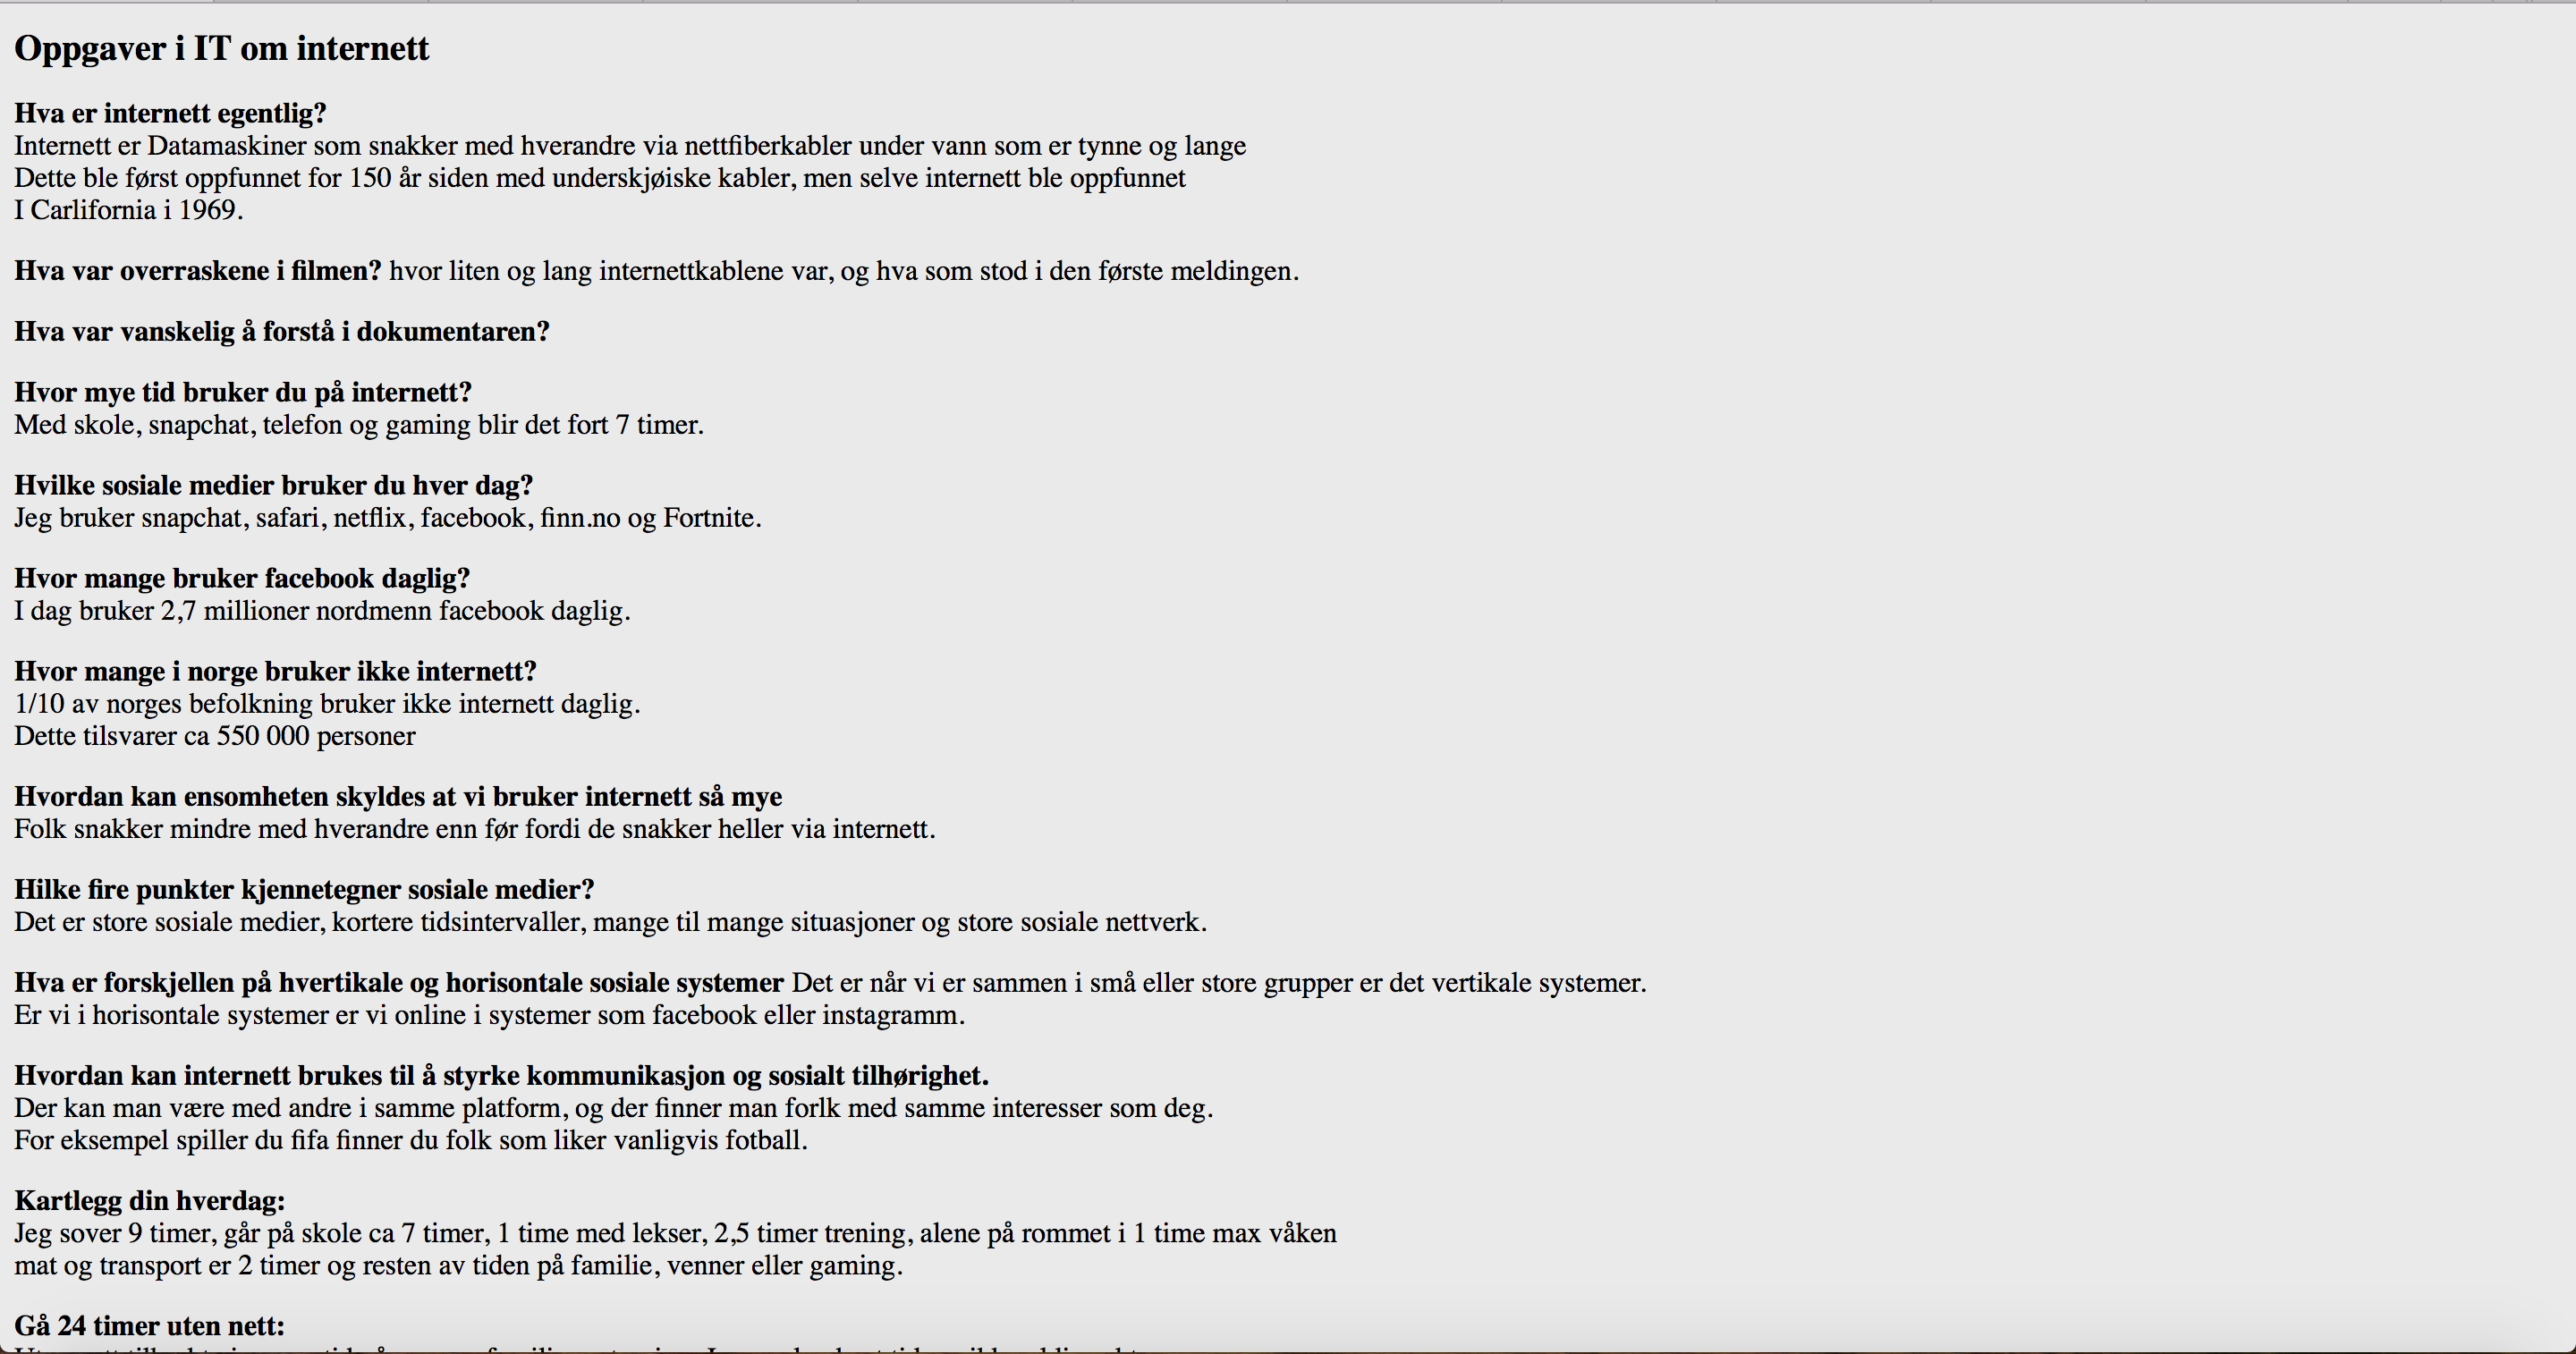 Oppgaver i IT om internett
Hva er internett egentlig?
Internett er Datamaskiner som snakker med hverandre via nettfiberkabler under vann som er tynne og lange
Dette ble først oppfunnet for 150 år siden med underskjøiske kabler, men selve internett ble oppfunnet
I Carlifornia i 1969.
Hva var overraskene i filmen? hvor liten og lang internettkablene var, og hva som stod i den første meldingen.
Hva var vanskelig å forstå i dokumentaren?
Hvor mye tid bruker du på internett?
Med skole, snapchat, telefon og gaming blir det fort 7 timer.
Hvilke sosiale medier bruker du hver dag?
Jeg bruker snapchat, safari, netflix, facebook, finn.no og Fortnite.
Hvor mange bruker facebook daglig?
I dag bruker 2,7 millioner nordmenn facebook daglig.
Hvor mange i norge bruker ikke internett?
1/10 av norges befolkning bruker ikke internett daglig.
Dette tilsvarer ca 550 000 personer
Hvordan kan ensomheten skyldes at vi bruker internett så mye
Folk snakker mindre med hverandre enn før fordi de snakker heller via internett.
Hilke fire punkter kjennetegner sosiale medier?
Det er store sosiale medier, kortere tidsintervaller, mange til mange situasjoner og store sosiale nettverk.
Hva er forskjellen på hvertikale og horisontale sosiale systemer Det er når vi er sammen i små eller store grupper er det vertikale systemer.
Er vi i horisontale systemer er vi online i systemer som facebook eller instagramm.
Hvordan kan internett brukes til å styrke kommunikasjon og sosialt tilhørighet.
Der kan man være med andre i samme platform, og der finner man forlk med samme interesser som deg.
For eksempel spiller du fifa finner du folk som liker vanligvis fotball.
Kartlegg din hverdag:
Jeg sover 9 timer, går på skole ca 7 timer, 1 time med lekser, 2,5 timer trening, alene på rommet i 1 time max våken
mat og transport er 2 timer og resten av tiden på familie, venner eller gaming.
Gå 24 timer uten nett: